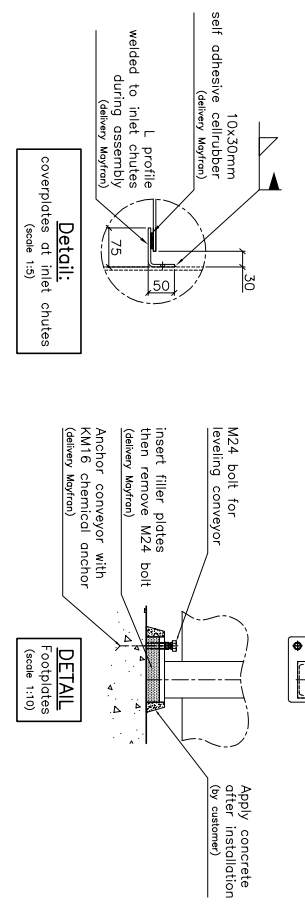 10x30mm
self adhesive cellrubber
(delivery Mayfran)
L profile
welded to inlet chutes
during assembly
(delivery Mayfran)
30
50
75
Detail:
coverplates at inlet chutes
(scale 1:5)
M24 bolt for
leveling conveyor
insert filler plates
then remove M24 bolt
(delivery Mayfran)
Anchor conveyor with
KM16 chemical anchor
(delivery Mayfran)
Apply concrete
after installation
(by customer)
DETAIL
Footplates
(scale 1:10)